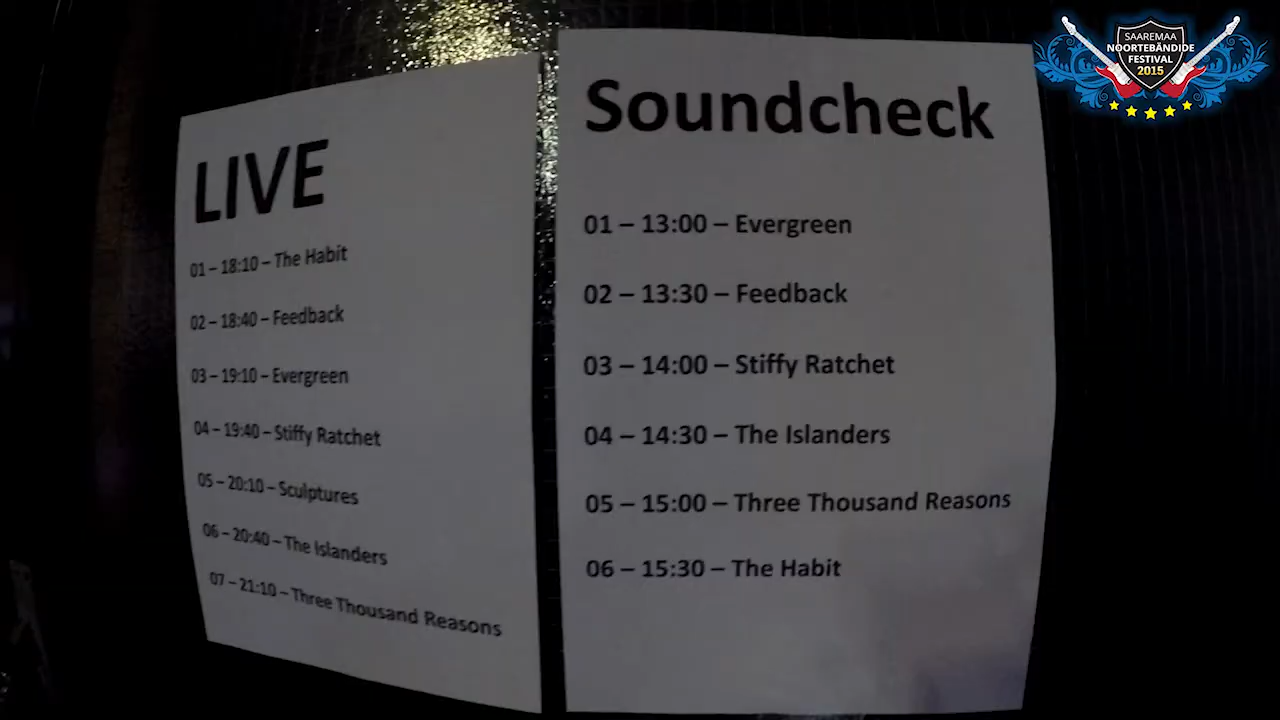 LIVE
01 – 18:10 – The Habit
02 – 18:40 – Feedback
03 – 19:10 – Evergreen
04 – 19:40 – Stiffy Ratchet
05 – 20:10 – Sculptures
06 – 20:40 – The Islanders
07 – 21:10 – Three Thousand Reasons
Soundcheck
01 – 13:00 – Evergreen
02 – 13:30 – Feedback
03 – 14:00 – Stiffy Ratchet
04 – 14:30 – The Islanders
05 – 15:00 – Three Thousand Reasons
06 – 15:30 – The Habit
SAAREMAA
NOORTEBÄNDIDE
FESTIVAL
2015